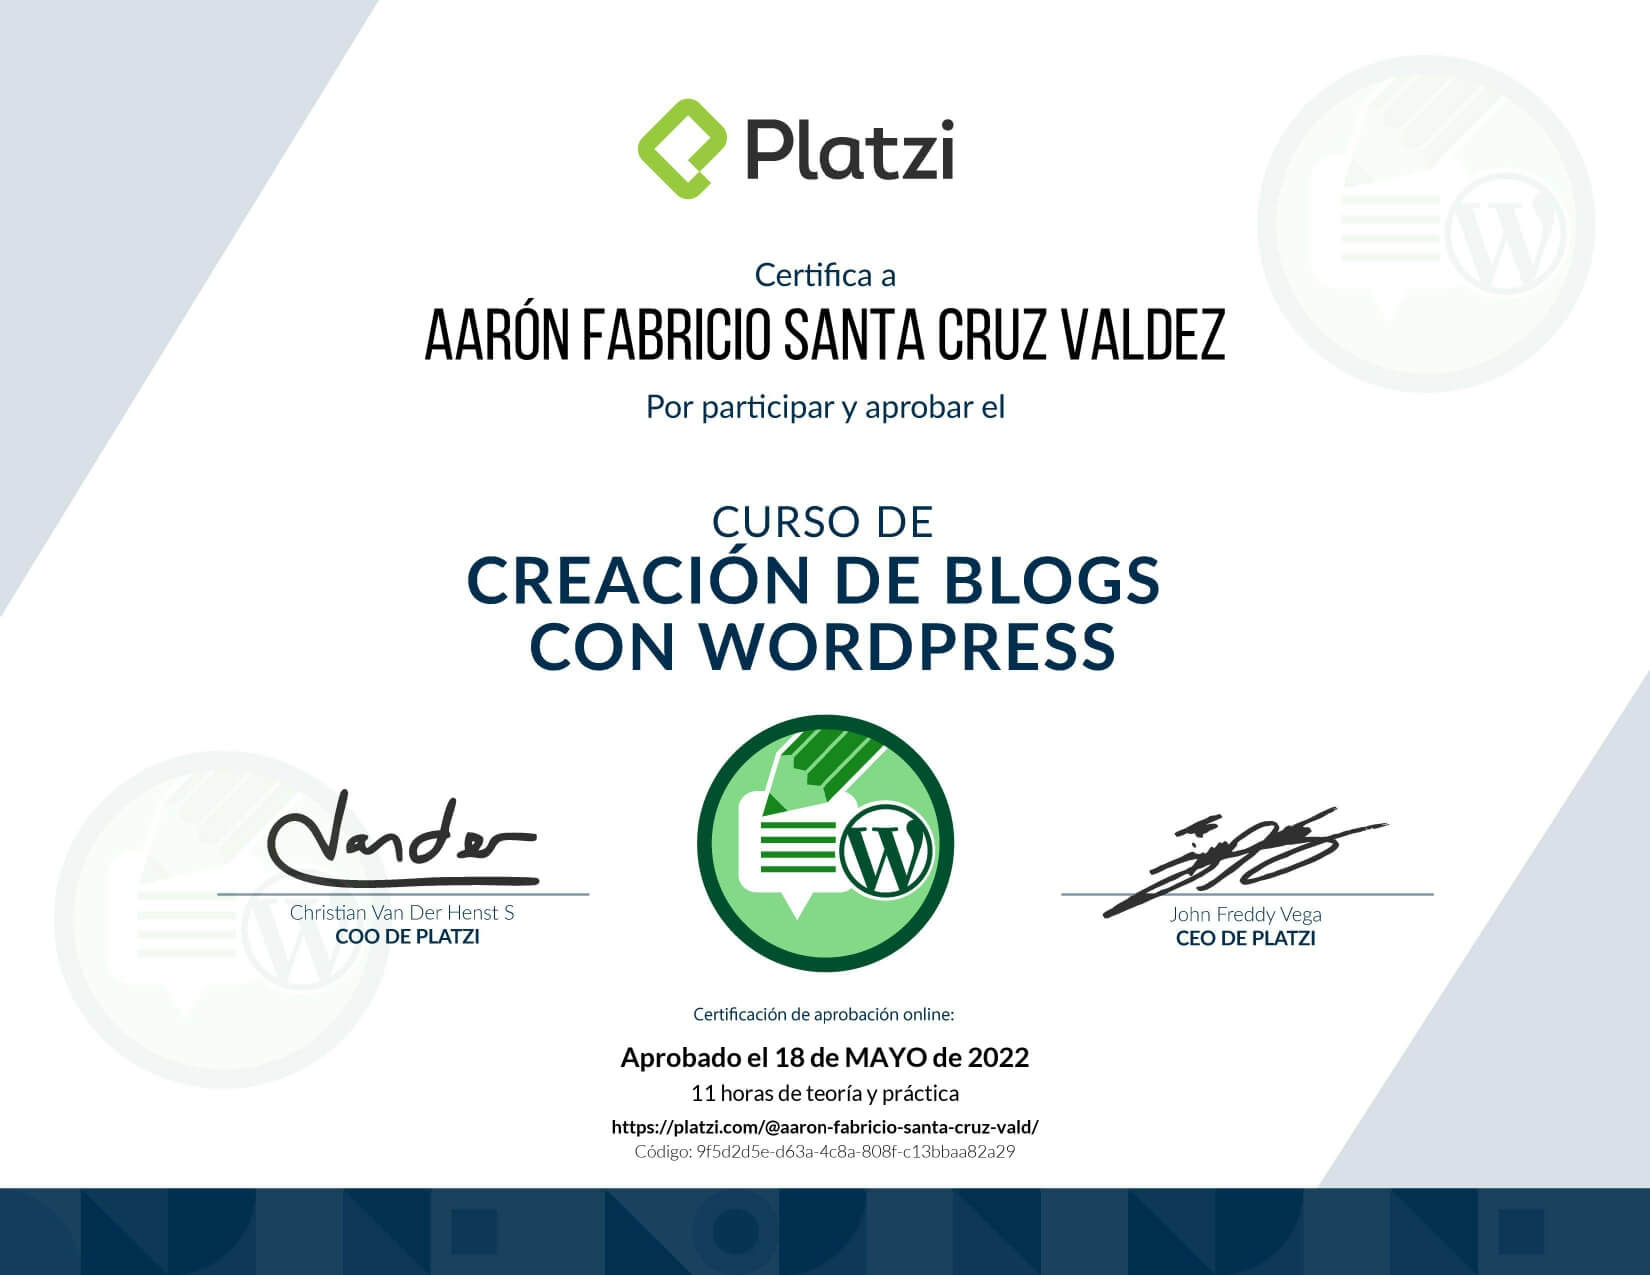 Platzi
Certifica a
AARÓN FABRICIO SANTA CRUZ VALDEZ
Por participar y aprobar el
CURSO DE
CREACIÓN DE BLOGS
CON WORDPRESS
Vander
Christian Van Der Henst S
COO DE PLATZI
John Freddy Vega
CEO DE PLATZI
Certificación de aprobación online:
Aprobado el 18 de MAYO de 2022
11 horas de teoría y práctica
https://platzi.com/@aaron-fabricio-santa-cruz-vald/
Código: 9f5d2d5e-d63a-4c8a-808f-c13bbaa82a29